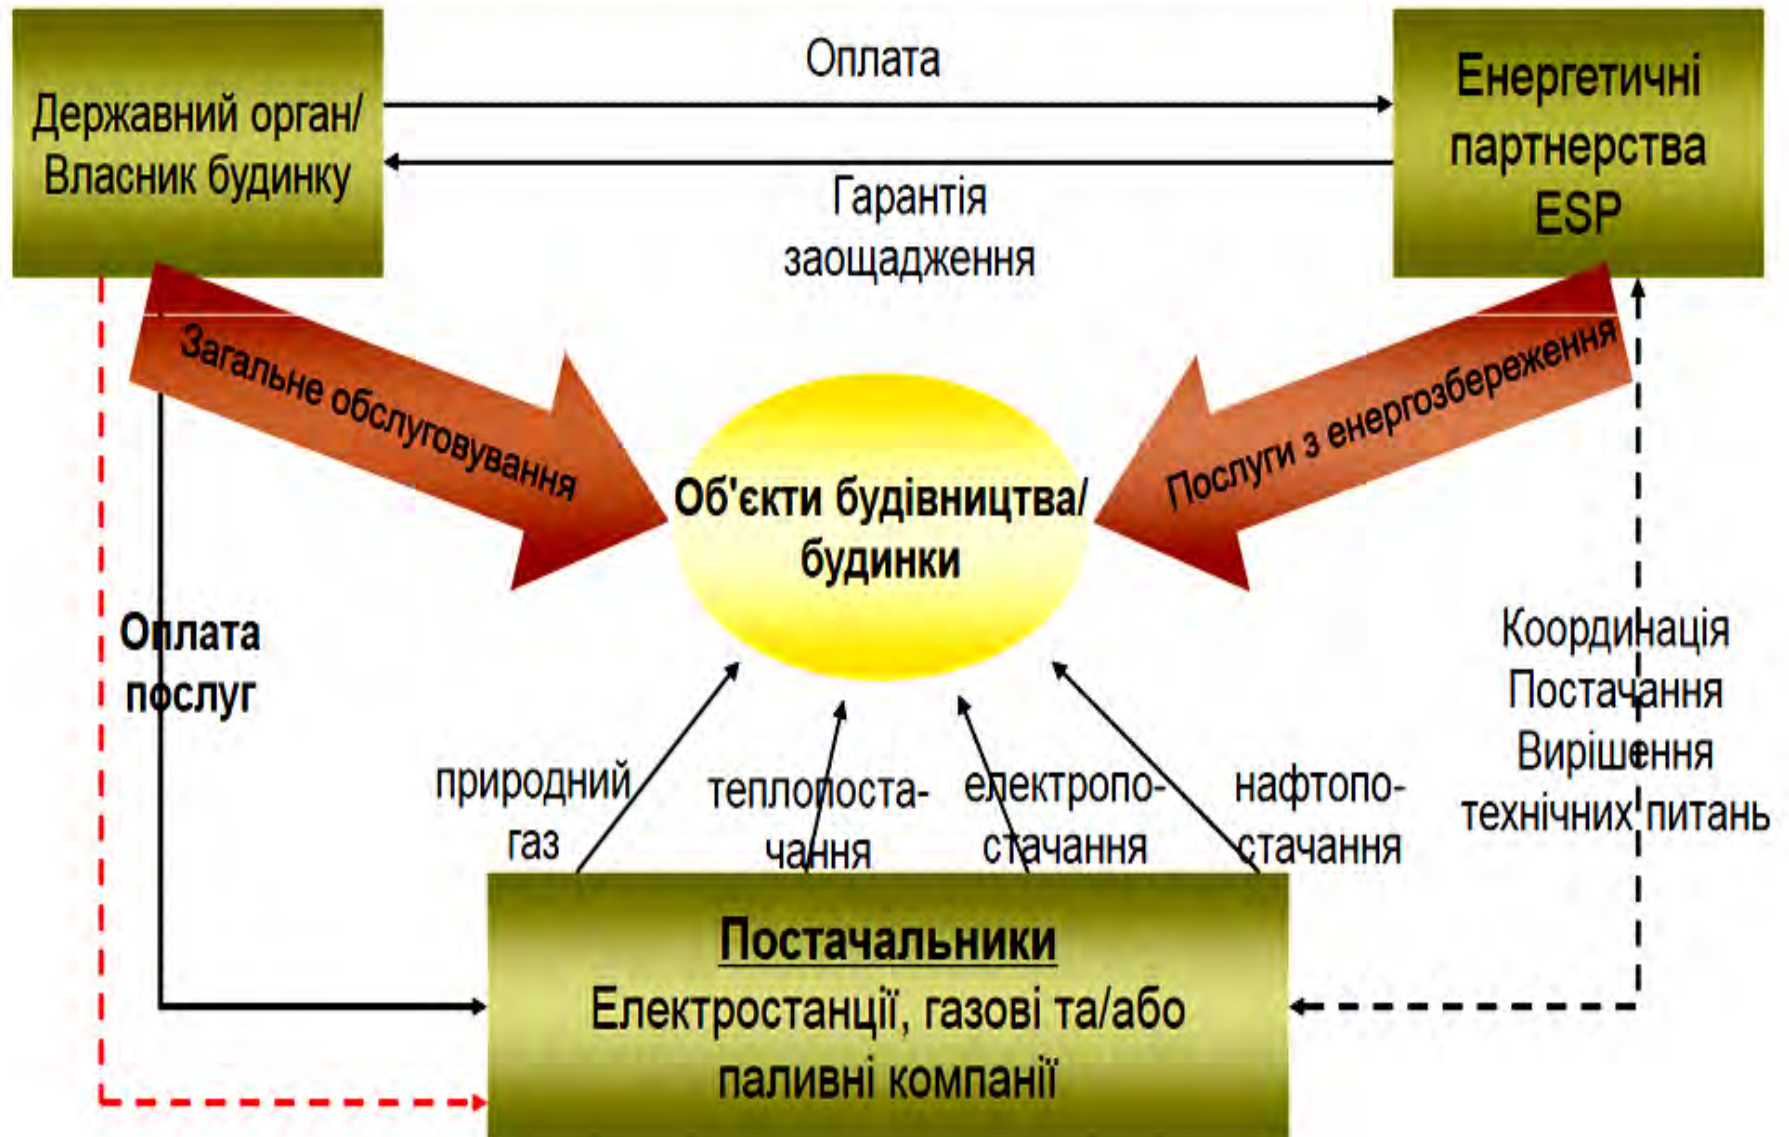 Державний орган/
Власник будинку
Оплата
Гарантія
заощадження
Енергетичні
партнерства
ESP
Загальне обслуговування
Послуги з енергозбереження
Об'єкти будівництва/
будинки
Оплата
послуг
Координація
Постачання
Вирішення
технічних питань
природний
газ
теплопоста-
чання
електропо-
стачання
нафтопо-
стачання
Постачальники
Електростанції, газові та/або
паливні компанії